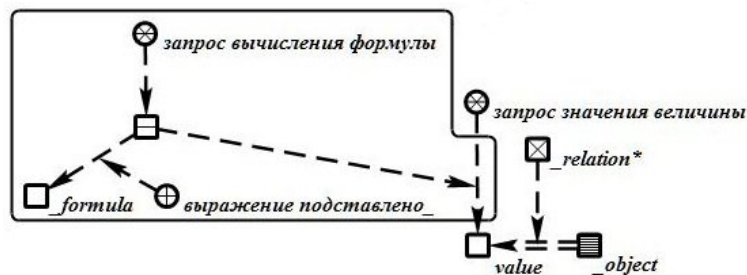 запрос вычисления формулы
запрос значения величины
_relation*
_formula
выражение подставлено_
value
_object